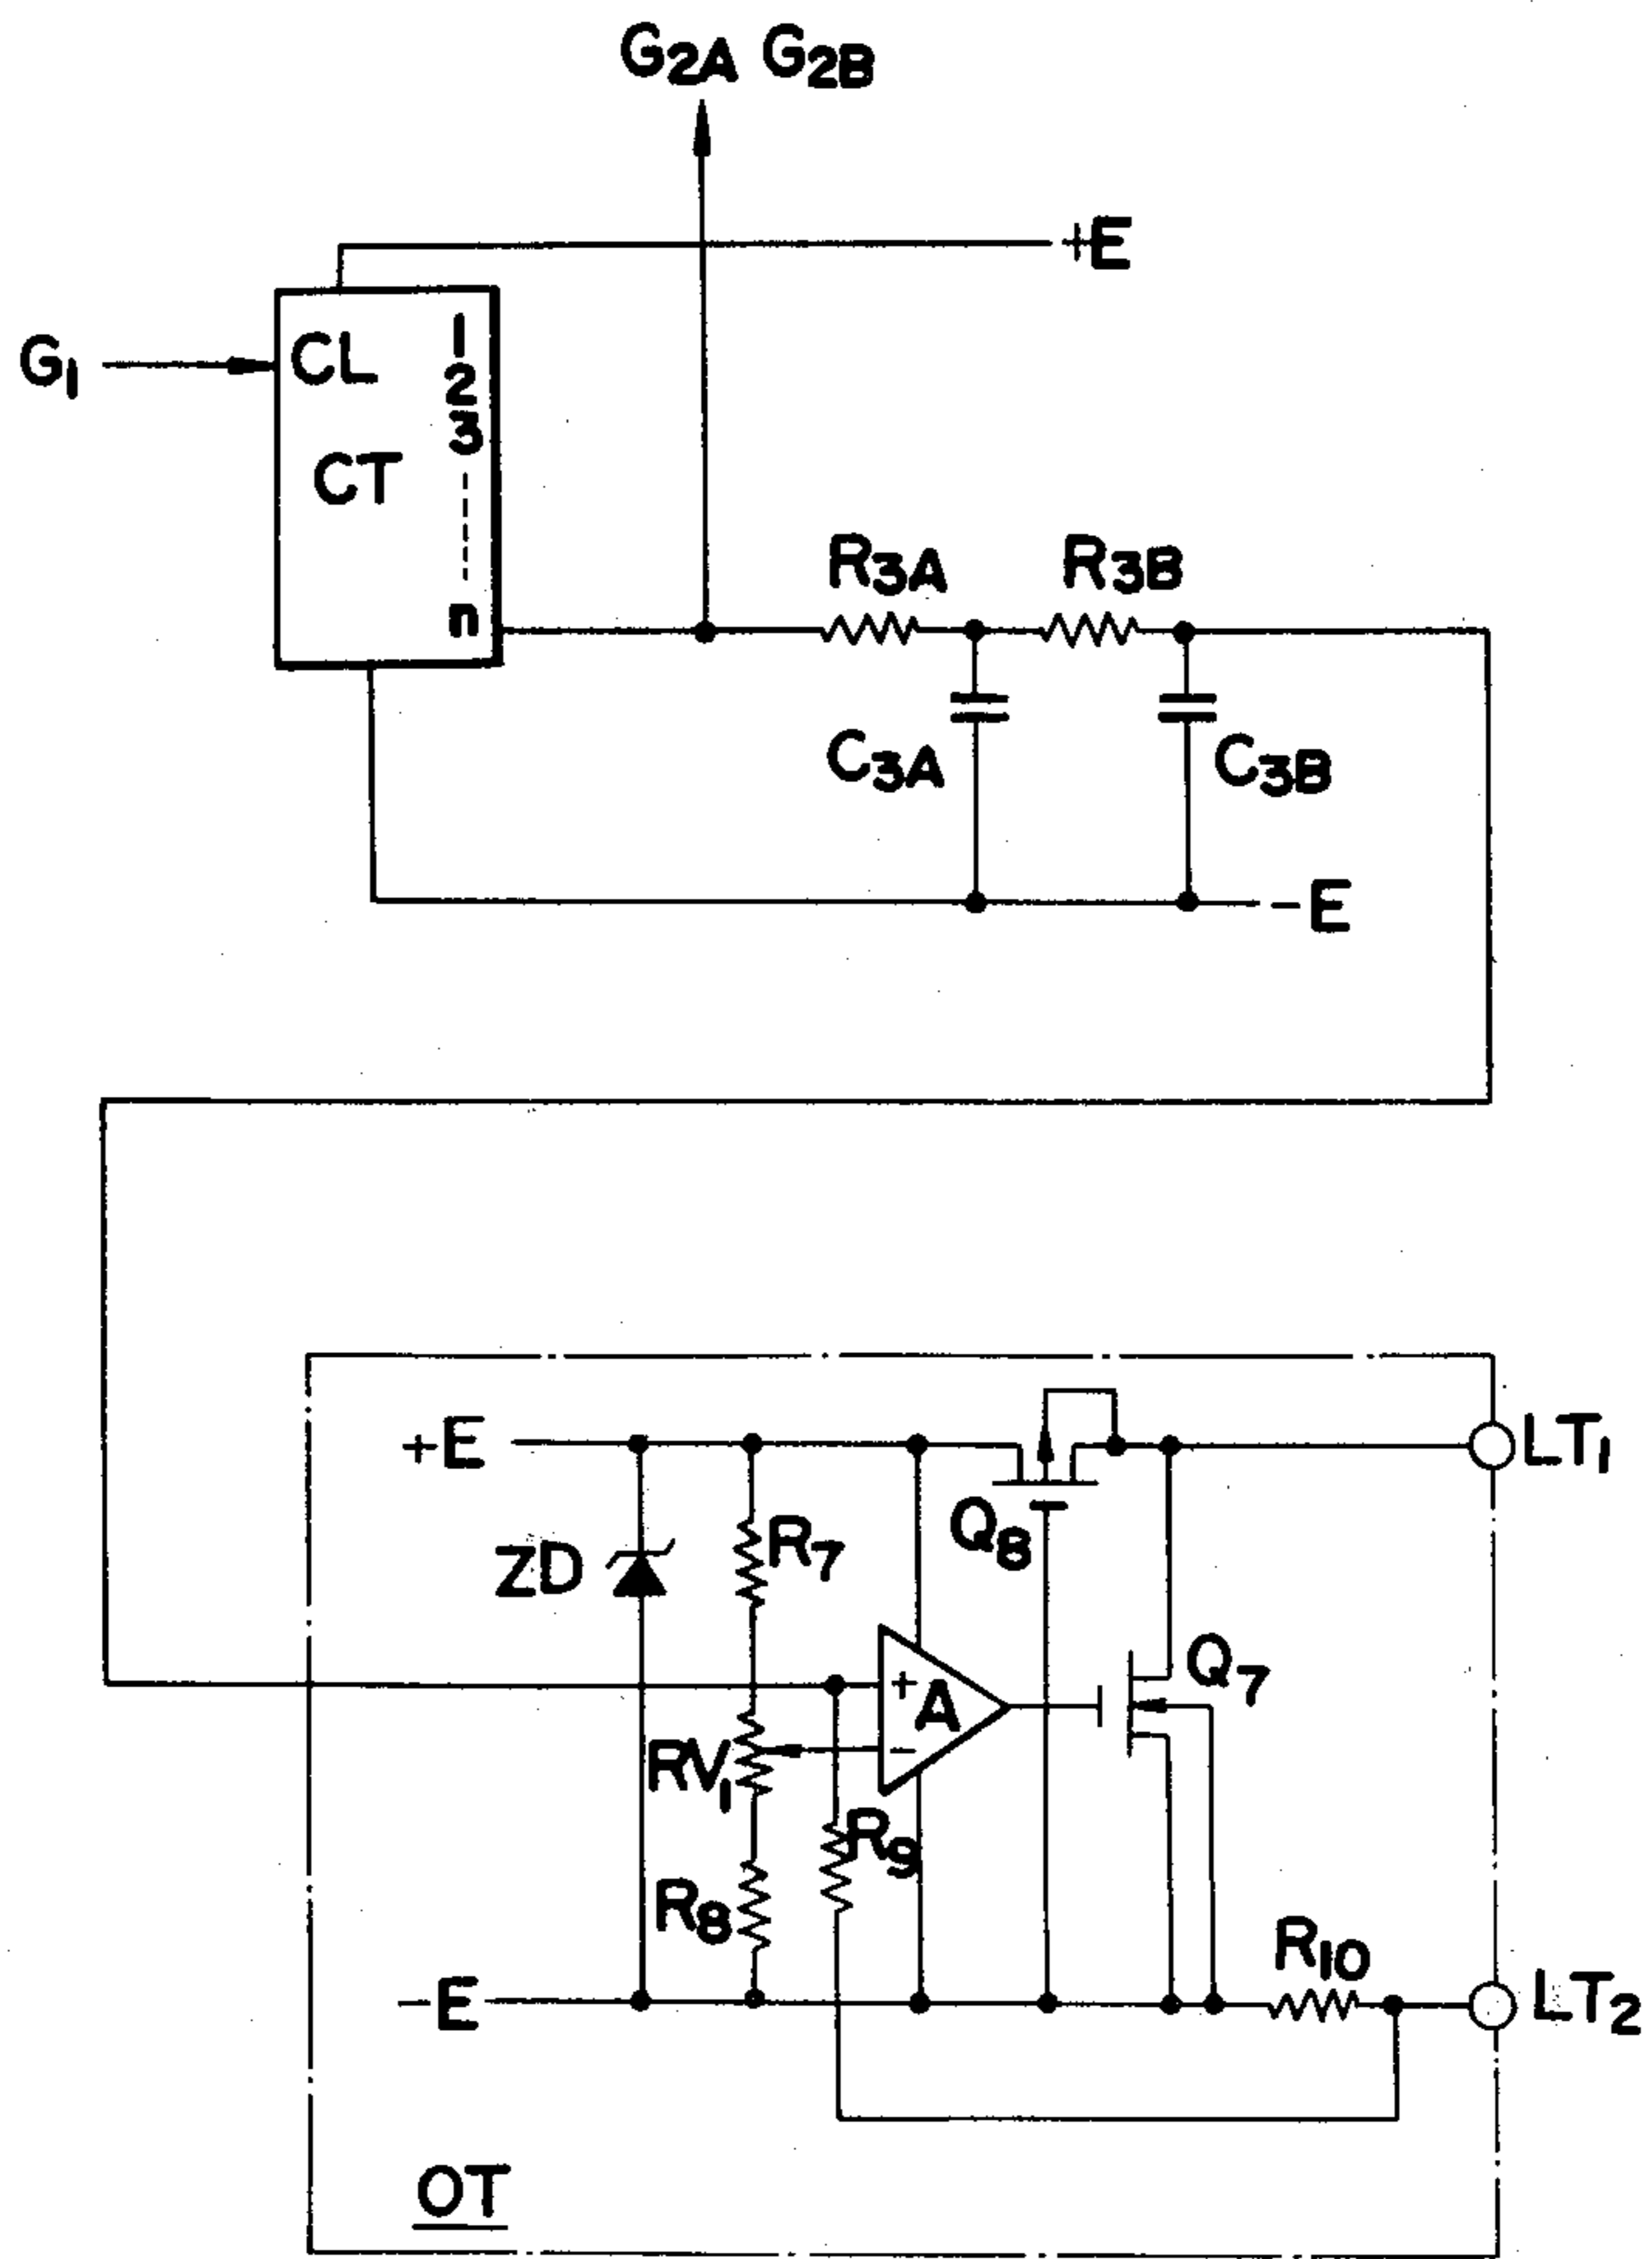 G2A G2B
+E
G1
CL
1
2
3
CT
n
R3A
R3B
C3A
C3B
-E
+E
LT1
Q8
R7
ZD
Q7
+
A
RV1
-
R9
R8
R10
-E
LT2
OT